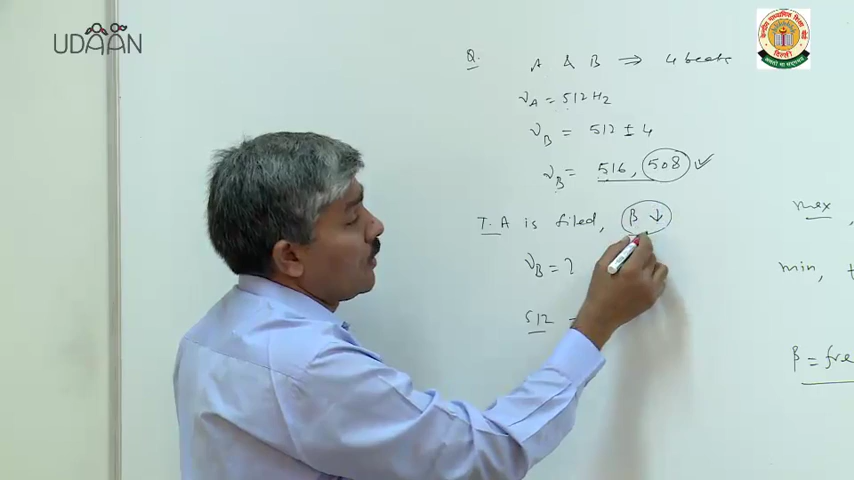 UDAAN
Q. A & B ⇒ 4 beats
ν_A = 512 Hz
ν_B = 512 ± 4
ν_B = 516, 508 ✓
T.A is filed, β ↓
ν_B = ?
512
max,
min,
β = fre